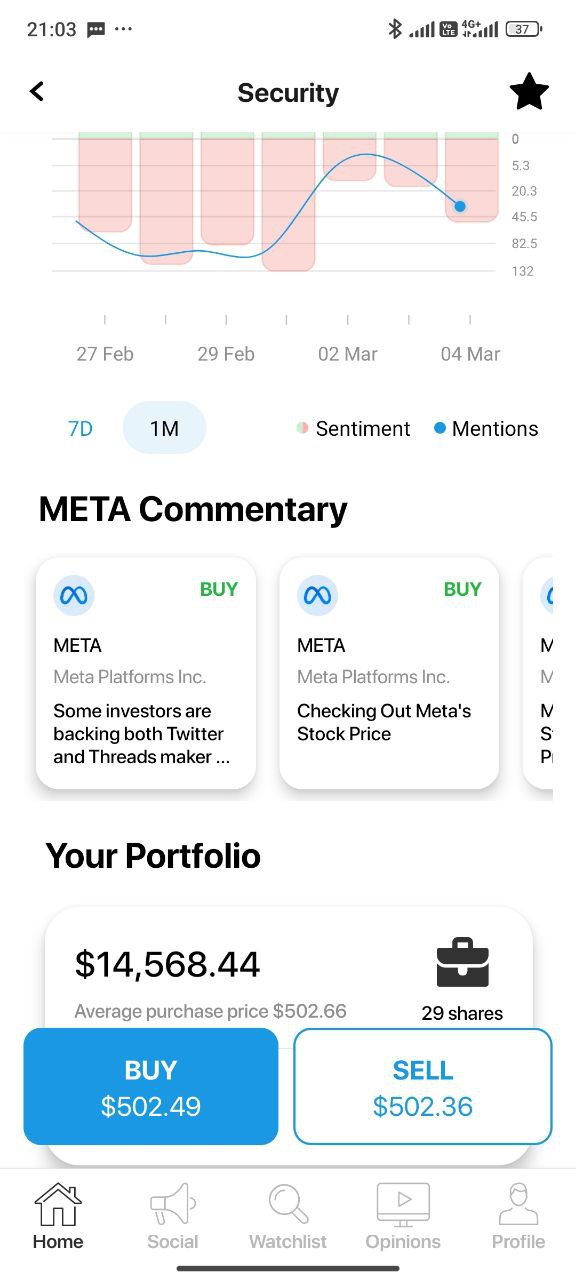 21:03
Vo LTE 4G+ 37
Security
0
5.3
20.3
45.5
82.5
132
27 Feb 29 Feb 02 Mar 04 Mar
7D 1M Sentiment Mentions
META Commentary
BUY
META
Meta Platforms Inc.
Some investors are
backing both Twitter
and Threads maker ...
BUY
META
Meta Platforms Inc.
Checking Out Meta's
Stock Price
M
M
M
S
P
Your Portfolio
$14,568.44
Average purchase price $502.66
29 shares
BUY
$502.49
SELL
$502.36
Home Social Watchlist Opinions Profile